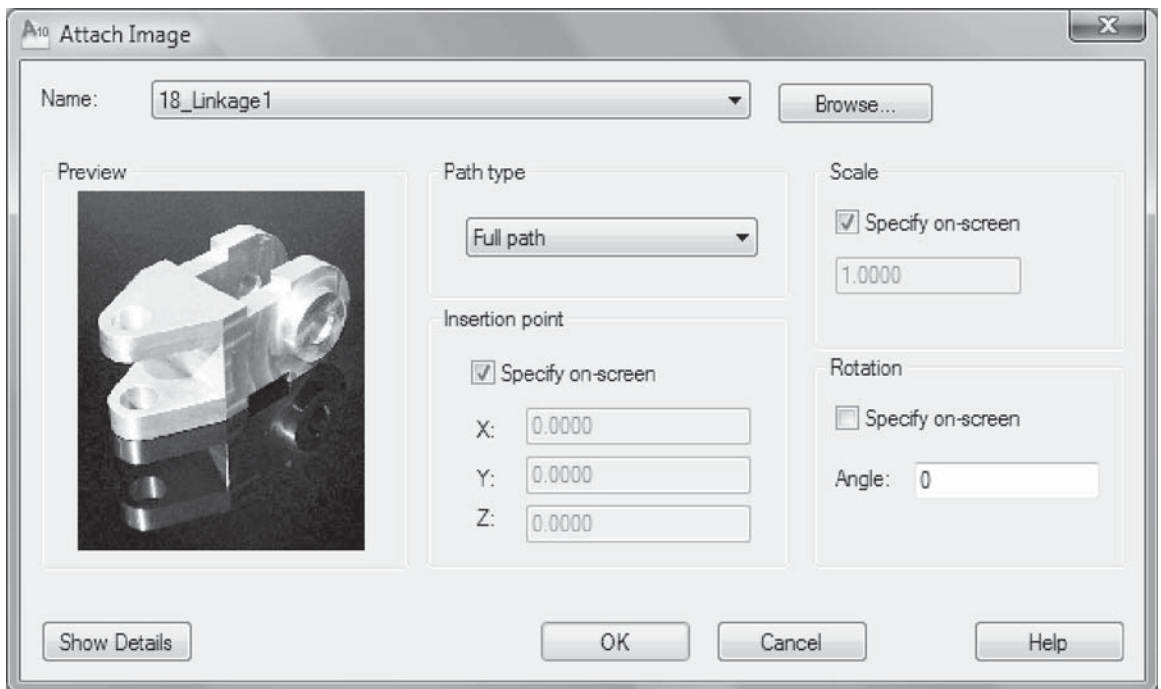 A10 Attach Image
Name: 18_Linkage1 Browse...
Preview
Path type
Full path
Insertion point
Specify on-screen
X: 0.0000
Y: 0.0000
Z: 0.0000
Scale
Specify on-screen
1.0000
Rotation
Specify on-screen
Angle: 0
Show Details OK Cancel Help